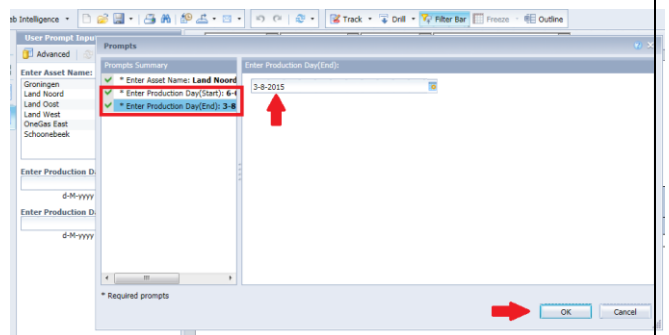 eb Intelligence
Track
Drill
Filter Bar
Freeze
Outline
User Prompt Inpu
Advanced
Enter Asset Name:
Groningen
Land Noord
Land Oost
Land West
OneGas East
Schoonebeek
Enter Production D
d-M-yyyy
Enter Production D
d-M-yyyy
Prompts
Prompts Summary
* Enter Asset Name: Land Noord
* Enter Production Day(Start): 6-
* Enter Production Day(End): 3-8
Enter Production Day(End):
3-8-2015
* Required prompts
OK
Cancel